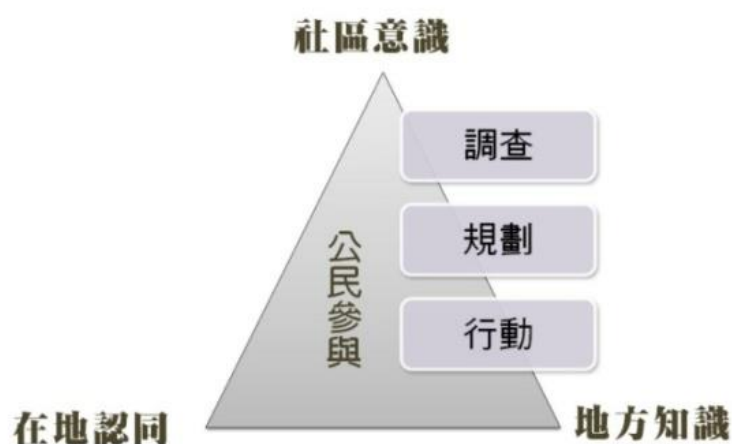 社區意識
調查
規劃
行動
公民參與
在地認同
地方知識